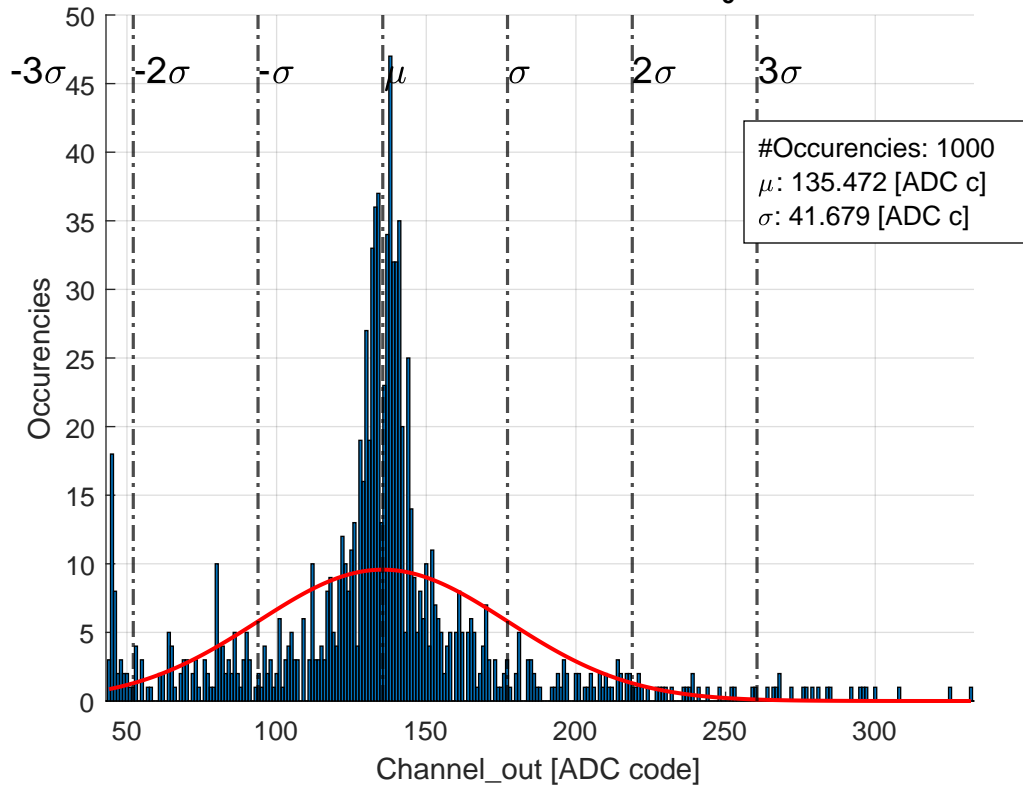 50
-3σ -2σ -σ μ σ 2σ 3σ
45
#Occurencies: 1000
μ: 135.472 [ADC c]
σ: 41.679 [ADC c]
40
35
30
25
20
15
10
5
0
Occurencies
50 100 150 200 250 300
Channel_out [ADC code]